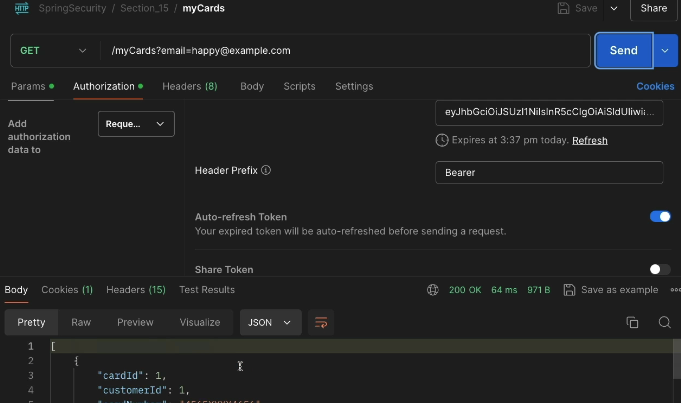 HTTP SpringSecurity / Section_15 / myCards Save Share
GET /myCards?email=happy@example.com Send
Params Authorization Headers (8) Body Scripts Settings Cookies
Add
authorization
data to
Reque...
Expires at 3:37 pm today. Refresh
Header Prefix
Bearer
Auto-refresh Token
Your expired token will be auto-refreshed before sending a request.
Share Token
Body Cookies (1) Headers (15) Test Results 200 OK 64 ms 971 B Save as example
Pretty Raw Preview Visualize JSON
1 [
2 {
3 "cardId": 1,
4 "customerId": 1,